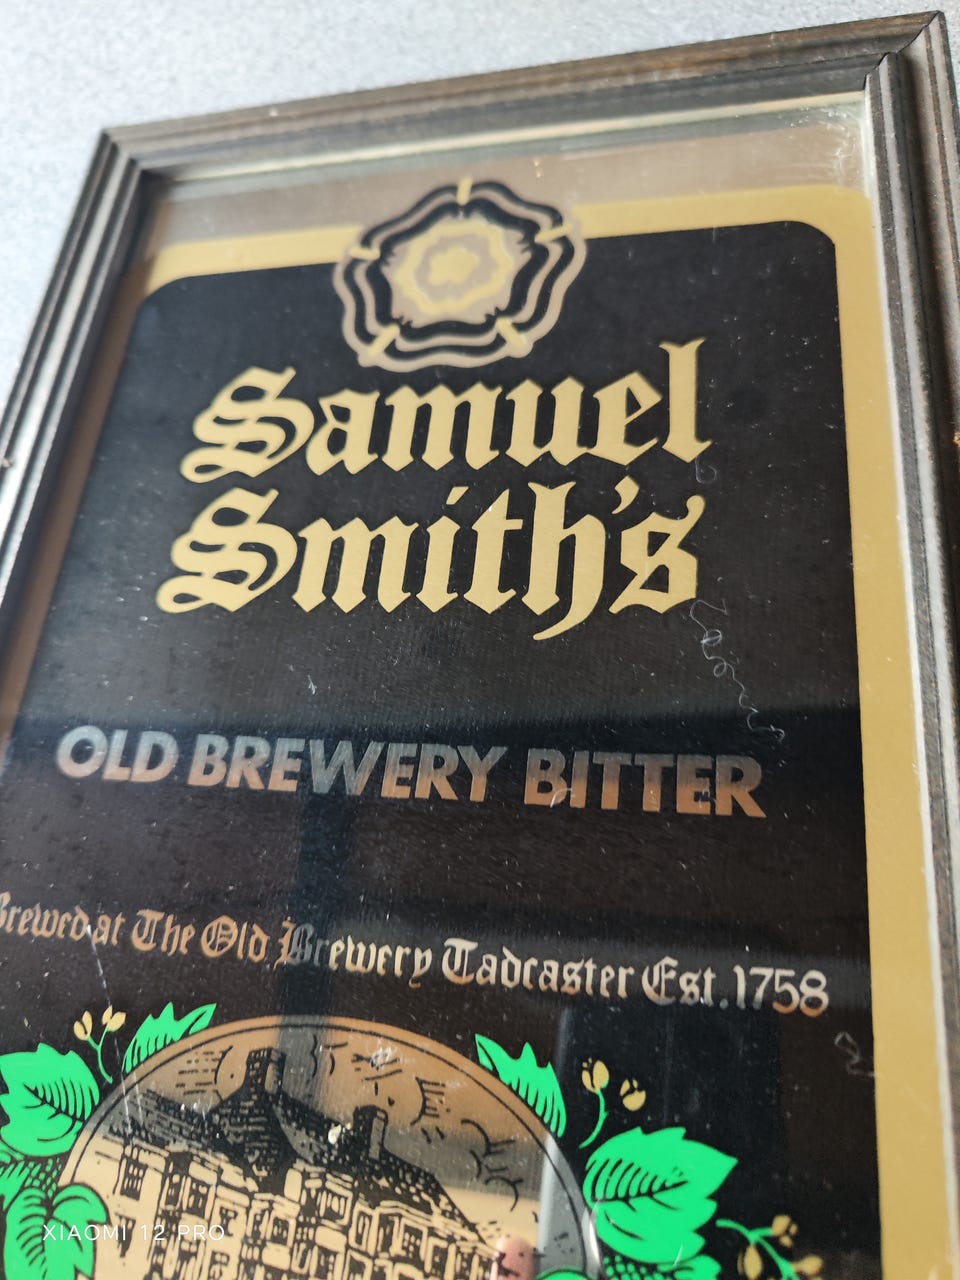 Samuel
Smith's
OLD BREWERY BITTER
Brewed at The Old Brewery Tadcaster Est. 1758
XIAOMI 12 PRO